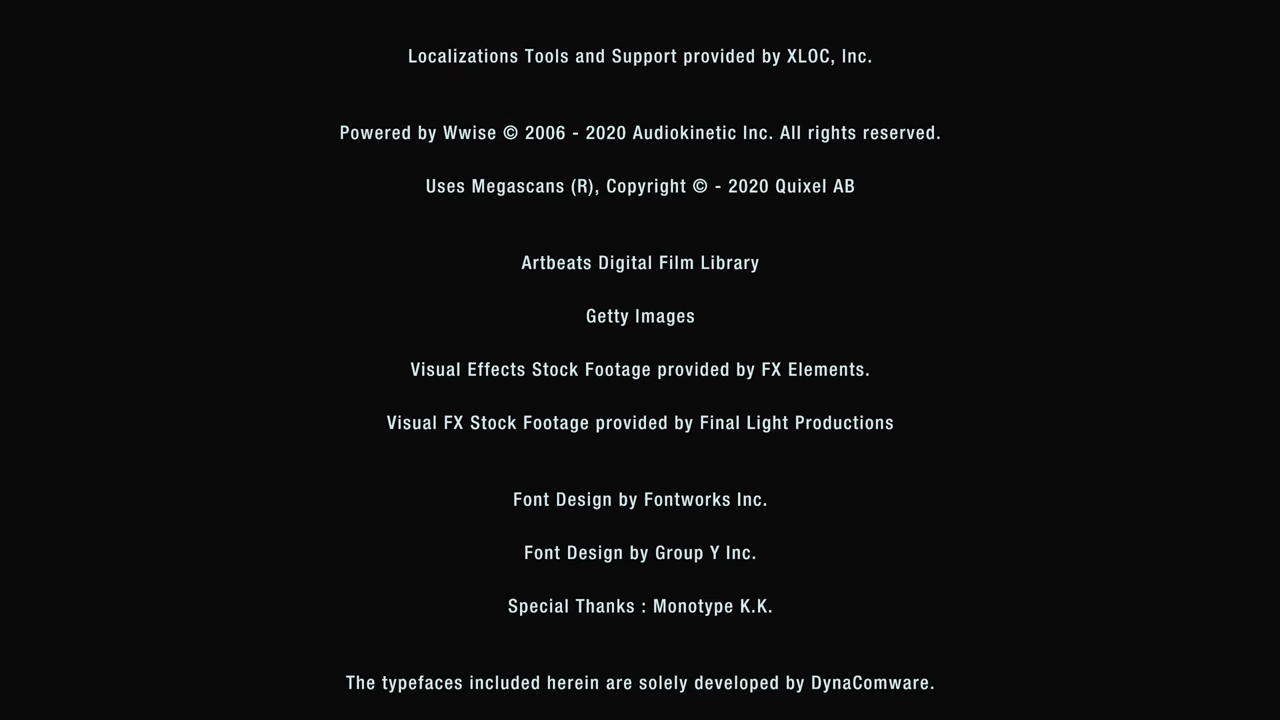 Localizations Tools and Support provided by XLOC, Inc.
Powered by Wwise © 2006 - 2020 Audiokinetic Inc. All rights reserved.
Uses Megascans (R), Copyright © - 2020 Quixel AB
Artbeats Digital Film Library
Getty Images
Visual Effects Stock Footage provided by FX Elements.
Visual FX Stock Footage provided by Final Light Productions
Font Design by Fontworks Inc.
Font Design by Group Y Inc.
Special Thanks : Monotype K.K.
The typefaces included herein are solely developed by DynaComware.